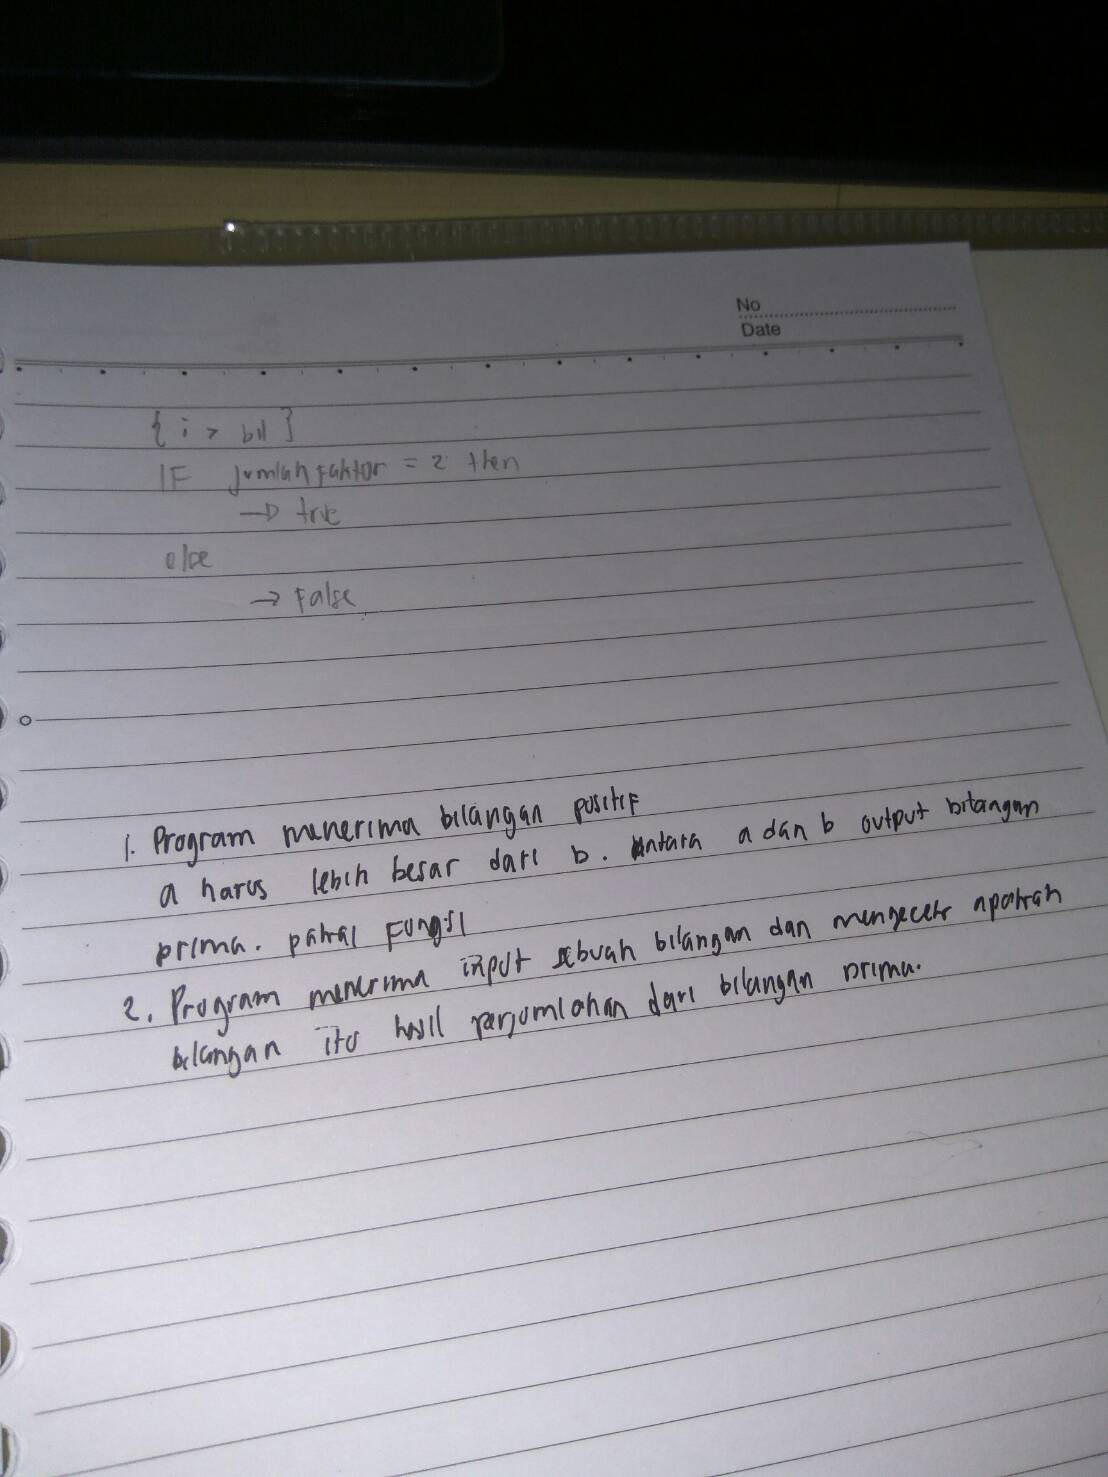 No
Date
{ i > bil }
IF jumlah faktor = 2 then
→ true
else
→ False
1. Program menerima bilangan positif
a harus lebih besar dari b. antara a dan b output bilangan
prima. pakai Fungsi
2. Program menerima input sebuah bilangan dan mengecek apakah
bilangan itu hasil penjumlahan dari bilangan prima.